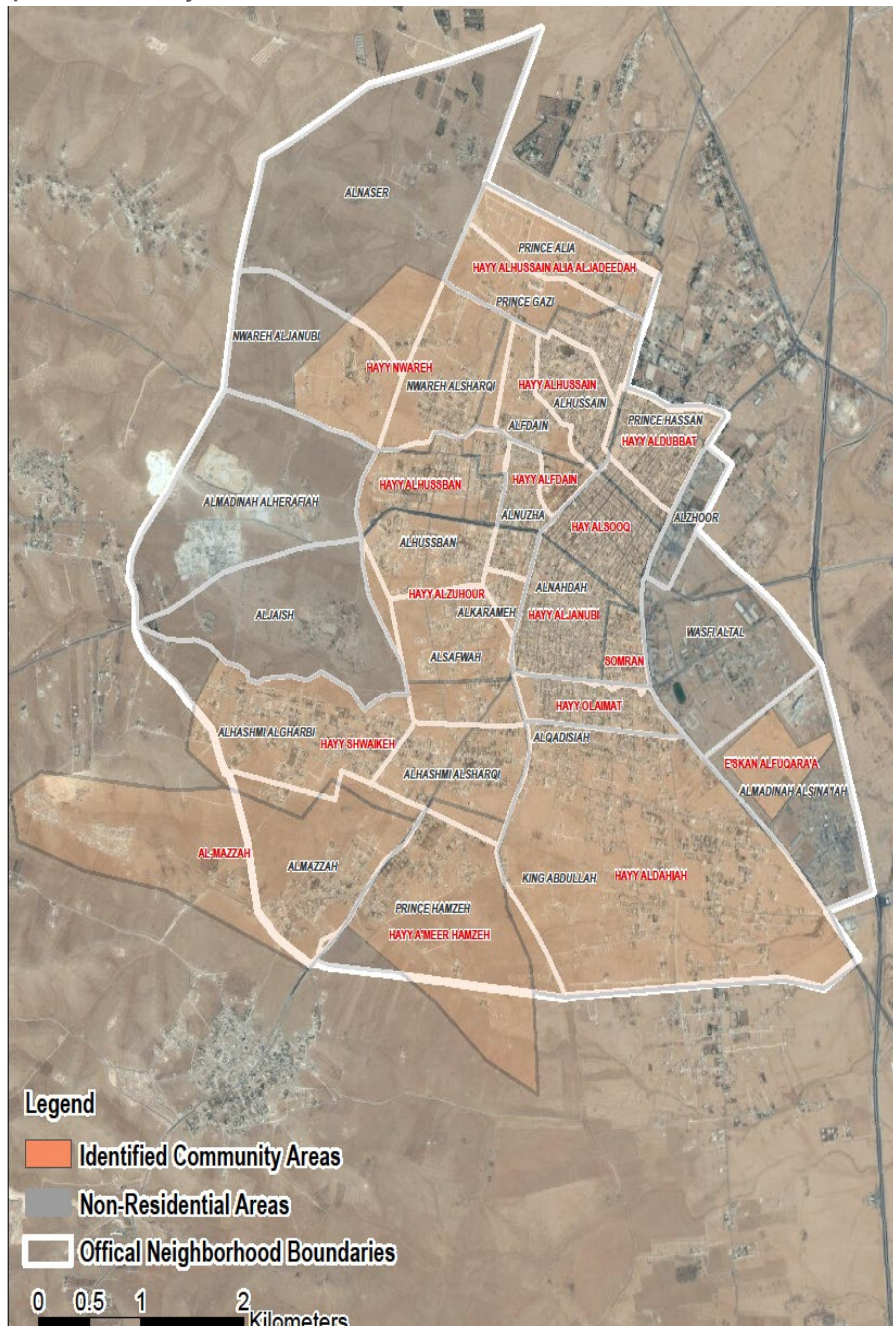 ALNASER
PRINCE ALIA
HAYY ALHUSSAIN ALIA ALJADEEDAH
PRINCE GAZI
NWAREH ALJANUBI
HAYY NWAREH
NWAREH ALSHARQI
HAYY ALHUSSAIN
ALHUSSAIN
PRINCE HASSAN
ALFDAIN
HAYY ALDUBBAT
HAYY ALHUSSBAN
HAYY ALFDAIN
ALMADINAH ALHERAFIAH
ALNUZHA
ALZHOOR
HAY ALSOOQ
ALHUSSBAN
ALNAHDAH
HAYY ALZUHOUR
ALKARAMEH
ALJAISH
HAYY ALJANUBI
WASFI ALTAL
ALSAFWAH
SOMRAN
HAYY OLAIMAT
ALHASHMI ALGHARBI
HAYY SHWAIKEH
ALQADISIAH
E'SKAN ALFUQARA'A
ALHASHMI ALSHARQI
ALMADINAH ALSINA''AH
AL-MAZZAH
ALMAZZAH
KING ABDULLAH
HAYY ALDAHIAH
PRINCE HAMZEH
HAYY A'MEER HAMZEH
Legend
Identified Community Areas
Non-Residential Areas
Offical Neighborhood Boundaries
0 0.5 1 2
Kilometers